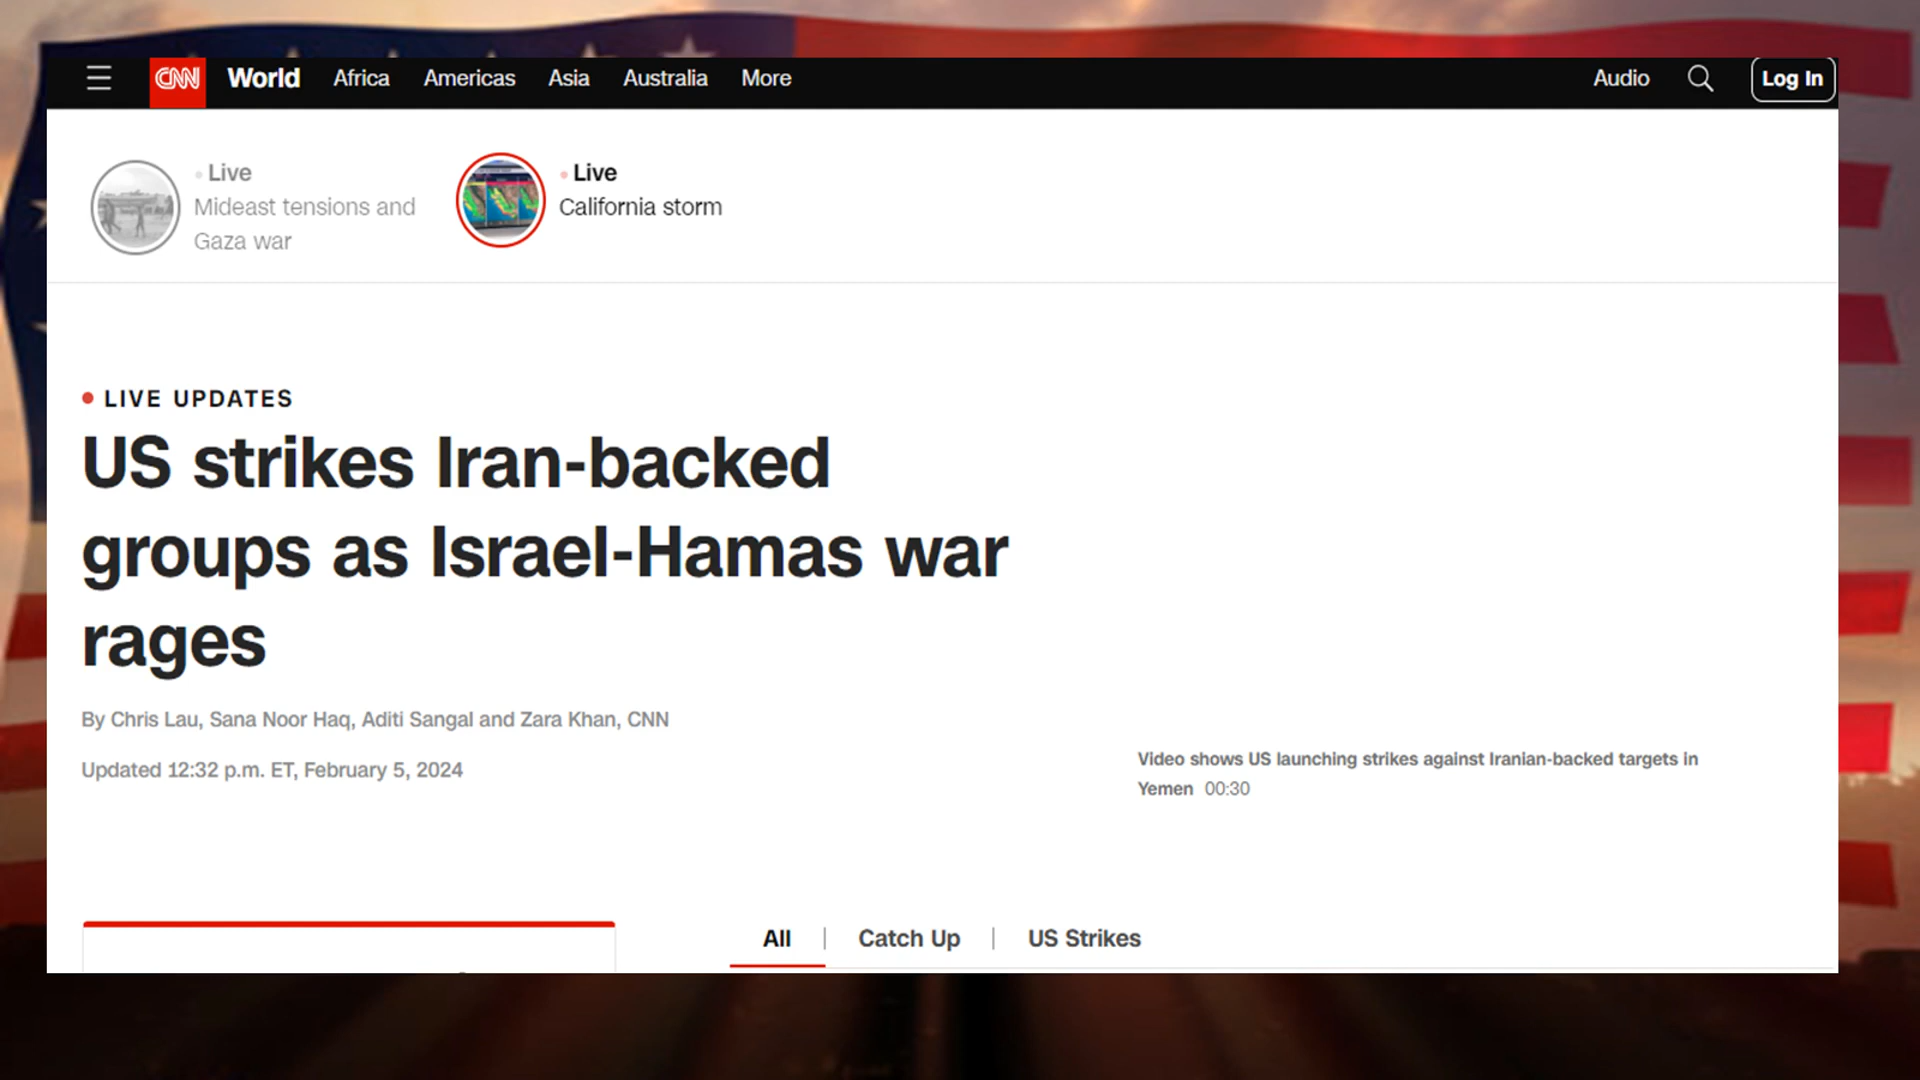 CNN World Africa Americas Asia Australia More Audio Log In
Live
Mideast tensions and
Gaza war
Live
California storm
LIVE UPDATES
US strikes Iran-backed
groups as Israel-Hamas war
rages
By Chris Lau, Sana Noor Haq, Aditi Sangal and Zara Khan, CNN
Updated 12:32 p.m. ET, February 5, 2024
Video shows US launching strikes against Iranian-backed targets in
Yemen 00:30
All | Catch Up | US Strikes